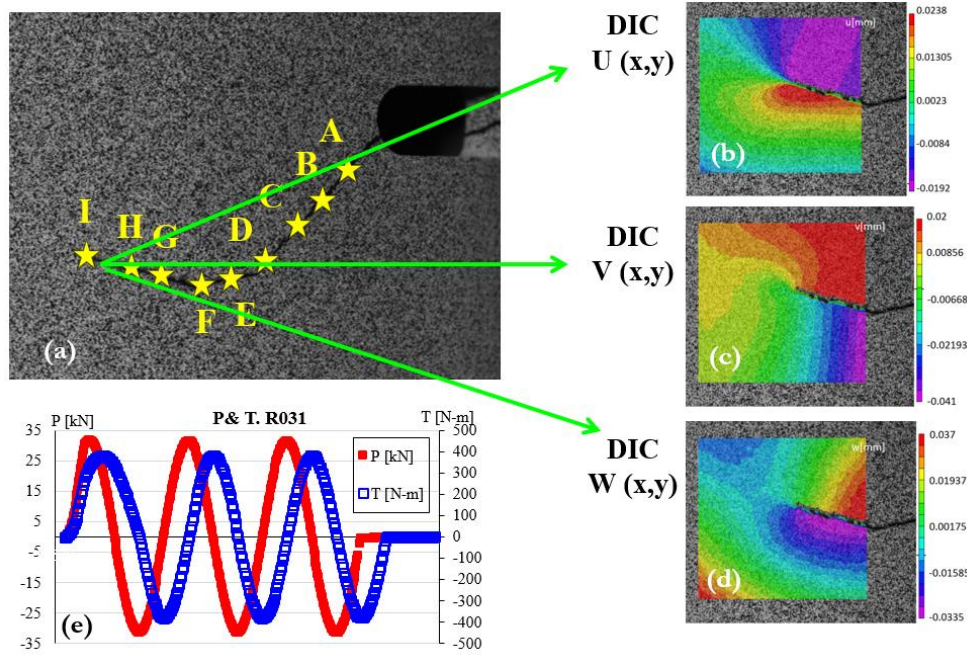 A
B
C
D
E
F
G
H
I
(a)
DIC
U (x,y)
u[mm]
0.0238
0.01305
0.0023
-0.0084
-0.0192
(b)
DIC
V (x,y)
v[mm]
0.02
0.00856
-0.00668
-0.02193
-0.041
(c)
DIC
W (x,y)
w[mm]
0.037
0.01937
0.00175
-0.01585
-0.0335
(d)
P& T. R031
P [kN]
T [N-m]
35
25
15
5
-5
-15
-25
-35
500
400
300
200
100
0
-100
-200
-300
-400
-500
P [kN]
T [N-m]
(e)